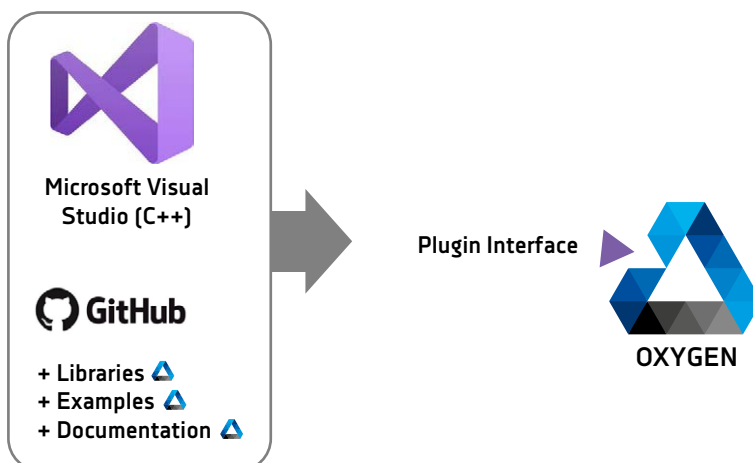 Microsoft Visual
Studio (C++)
Plugin Interface
GitHub
OXYGEN
+ Libraries
+ Examples
+ Documentation